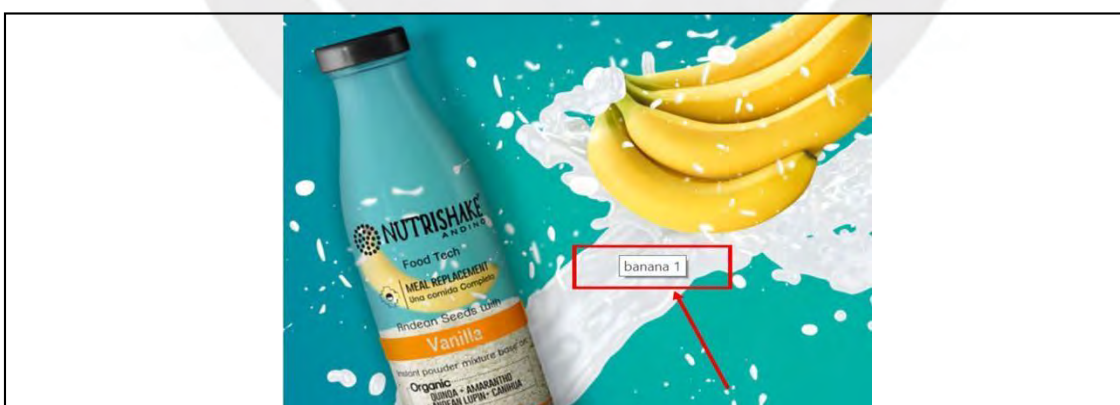 NUTRISHAKE
ANDINO
Food Tech
MEAL REPLACEMENT
Una comida Completa
Andean Seeds with
Vanilla
Instant powder mixture base on
Organic
QUINOA + AMARANTHO
ANDEAN LUPIN+ CANIHUA
banana 1